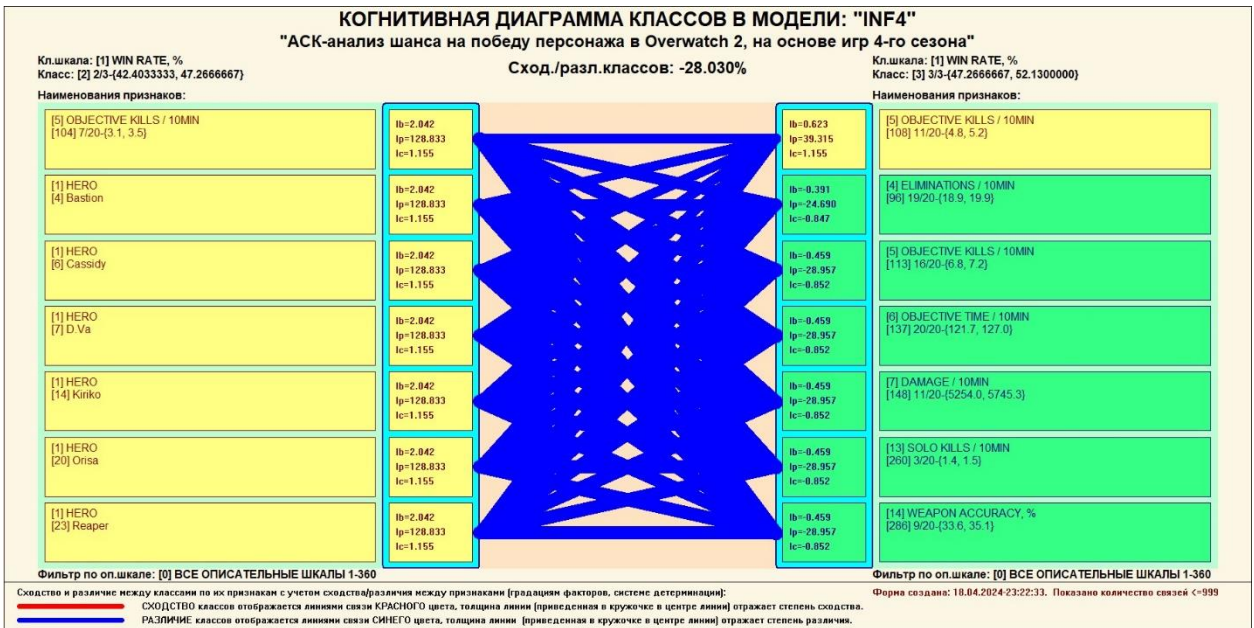 КОГНИТИВНАЯ ДИАГРАММА КЛАССОВ В МОДЕЛИ: "INF4"
"АСК-анализ шанса на победу персонажа в Overwatch 2, на основе игр 4-го сезона"
Кл.шкала: [1] WIN RATE, %
Класс: [2] 2/3-{42.4033333, 47.2666667}
Сход./разл.классов: -28.030%
Кл.шкала: [1] WIN RATE, %
Класс: [3] 3/3-{47.2666667, 52.1300000}
Наименования признаков:
Наименования признаков:
[5] OBJECTIVE KILLS / 10MIN
[104] 7/20-{3.1, 3.5}
Ib=2.042
Ip=128.833
Ic=1.155
Ib=0.623
Ip=39.315
Ic=1.155
[5] OBJECTIVE KILLS / 10MIN
[108] 11/20-{4.8, 5.2}
[1] HERO
[4] Bastion
Ib=2.042
Ip=128.833
Ic=1.155
Ib=-0.391
Ip=-24.690
Ic=-0.847
[4] ELIMINATIONS / 10MIN
[96] 19/20-{18.9, 19.9}
[1] HERO
[6] Cassidy
Ib=2.042
Ip=128.833
Ic=1.155
Ib=-0.459
Ip=-28.957
Ic=-0.852
[5] OBJECTIVE KILLS / 10MIN
[113] 16/20-{6.8, 7.2}
[1] HERO
[7] D.Va
Ib=2.042
Ip=128.833
Ic=1.155
Ib=-0.459
Ip=-28.957
Ic=-0.852
[6] OBJECTIVE TIME / 10MIN
[137] 20/20-{121.7, 127.0}
[1] HERO
[14] Kiriko
Ib=2.042
Ip=128.833
Ic=1.155
Ib=-0.459
Ip=-28.957
Ic=-0.852
[7] DAMAGE / 10MIN
[148] 11/20-{5254.0, 5745.3}
[1] HERO
[20] Orisa
Ib=2.042
Ip=128.833
Ic=1.155
Ib=-0.459
Ip=-28.957
Ic=-0.852
[13] SOLO KILLS / 10MIN
[260] 3/20-{1.4, 1.5}
[1] HERO
[23] Reaper
Ib=2.042
Ip=128.833
Ic=1.155
Ib=-0.459
Ip=-28.957
Ic=-0.852
[14] WEAPON ACCURACY, %
[286] 9/20-{33.6, 35.1}
Фильтр по оп.шкале: [0] ВСЕ ОПИСАТЕЛЬНЫЕ ШКАЛЫ 1-360
Фильтр по оп.шкале: [0] ВСЕ ОПИСАТЕЛЬНЫЕ ШКАЛЫ 1-360
Сходство и различие между классами по их признакам с учетом сходства/различия между признаками (градациям факторов, системе детерминации):
Форма создана: 18.04.2024-23:22:33. Показано количество связей <=999
СХОДСТВО классов отображается линиями связи КРАСНОГО цвета, толщина линии (приведенная в кружочке в центре линии) отражает степень сходства.
РАЗЛИЧИЕ классов отображается линиями связи СИНЕГО цвета, толщина линии (приведенная в кружочке в центре линии) отражает степень различия.